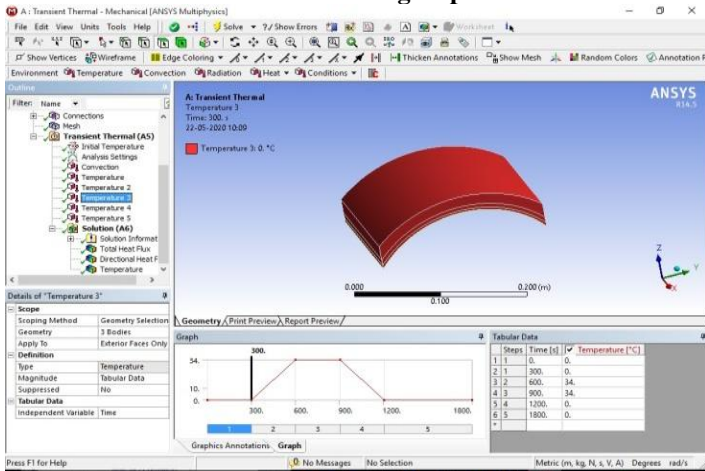 A : Transient Thermal - Mechanical [ANSYS Multiphysics]
File Edit View Units Tools Help Solve ?/ Show Errors Worksheet
Show Vertices Wireframe Edge Coloring Thicken Annotations Show Mesh Random Colors Annotation P
Environment Temperature Convection Radiation Heat Conditions
Outline
Filter: Name
Connections
Mesh
Transient Thermal (A5)
Initial Temperature
Analysis Settings
Convection
Temperature
Temperature 2
Temperature 3
Temperature 4
Temperature 5
Solution (A6)
Solution Informat
Total Heat Flux
Directional Heat F
Temperature
Details of "Temperature 3"
Scope
Scoping Method Geometry Selection
Geometry 3 Bodies
Apply To Exterior Faces Only
Definition
Type Temperature
Magnitude Tabular Data
Suppressed No
Tabular Data
Independent Variable Time
A: Transient Thermal
Temperature 3
Time: 300. s
22-05-2020 10:09
Temperature 3: 0. °C
ANSYS
R14.5
Z
Y
X
0.000 0.200 (m)
0.100
Geometry Print Preview Report Preview
Graph
300.
34.
10.
0.
300. 600. 900. 1200. 1800.
1 2 3 4 5
Graphics Annotations Graph
Tabular Data
Steps Time [s] Temperature [°C]
1 1 0. 0.
2 1 300. 0.
3 2 600. 34.
4 3 900. 34.
5 4 1200. 0.
6 5 1800. 0.
*
Press F1 for Help No Messages No Selection Metric (m, kg, N, s, V, A) Degrees rad/s